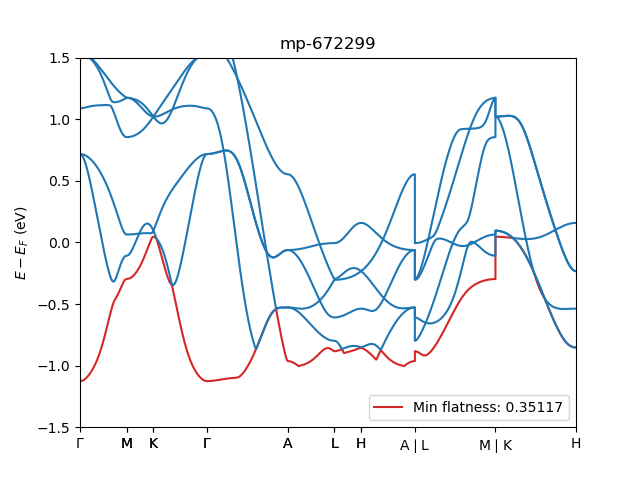 mp-672299
E − E_F (eV)
1.5
1.0
0.5
0.0
−0.5
−1.0
−1.5
Min flatness: 0.35117
Γ M K Γ A L H A | L M | K H